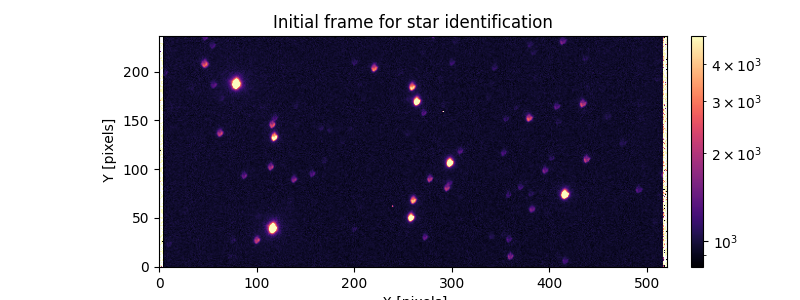 Initial frame for star identification
Y [pixels]
200
150
100
50
0
0 100 200 300 400 500
X [pixels]
4 × 10³
3 × 10³
2 × 10³
10³